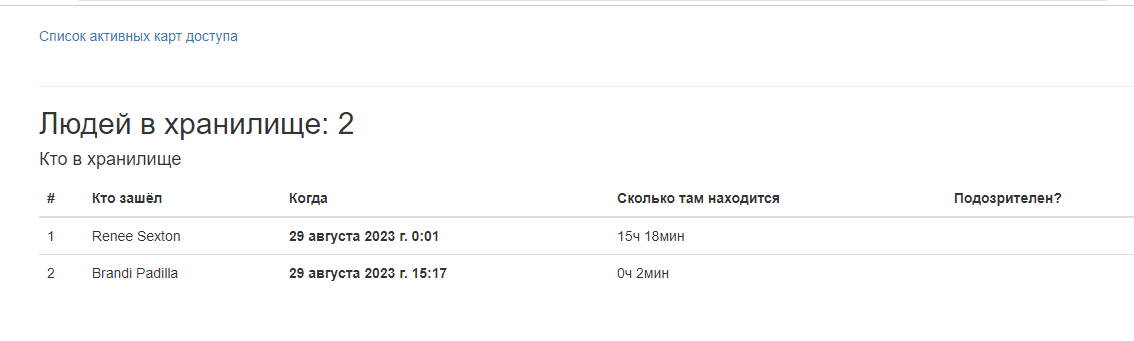 Список активных карт доступа
Людей в хранилище: 2
Кто в хранилище
# Кто зашёл Когда Сколько там находится Подозрителен?
1 Renee Sexton 29 августа 2023 г. 0:01 15ч 18мин
2 Brandi Padilla 29 августа 2023 г. 15:17 0ч 2мин